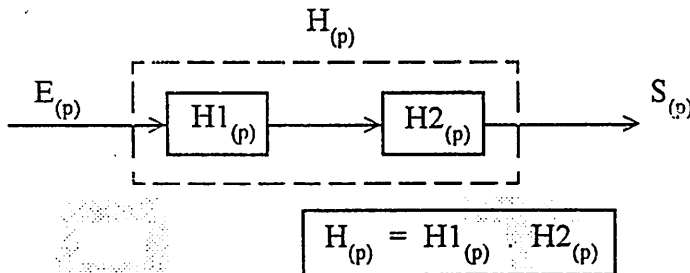 H(p)
E(p) H1(p) H2(p) S(p)
H(p) = H1(p) . H2(p)